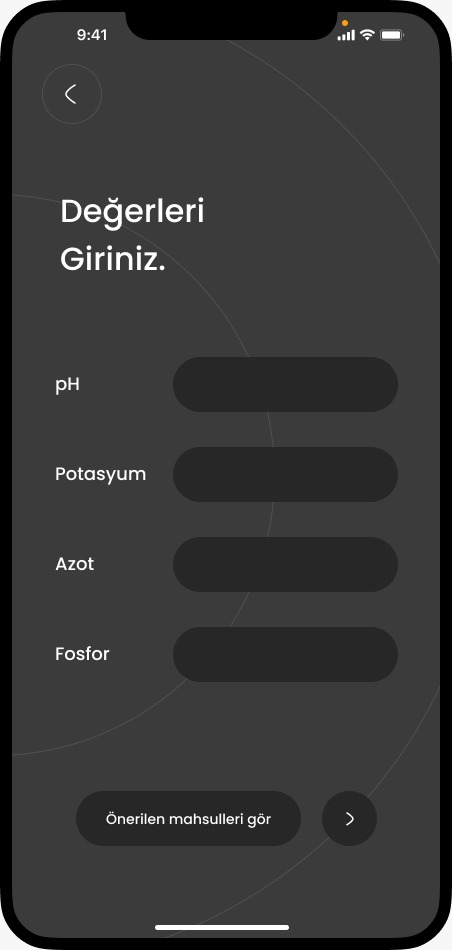 9:41
Değerleri
Giriniz.
pH
Potasyum
Azot
Fosfor
Önerilen mahsulleri gör